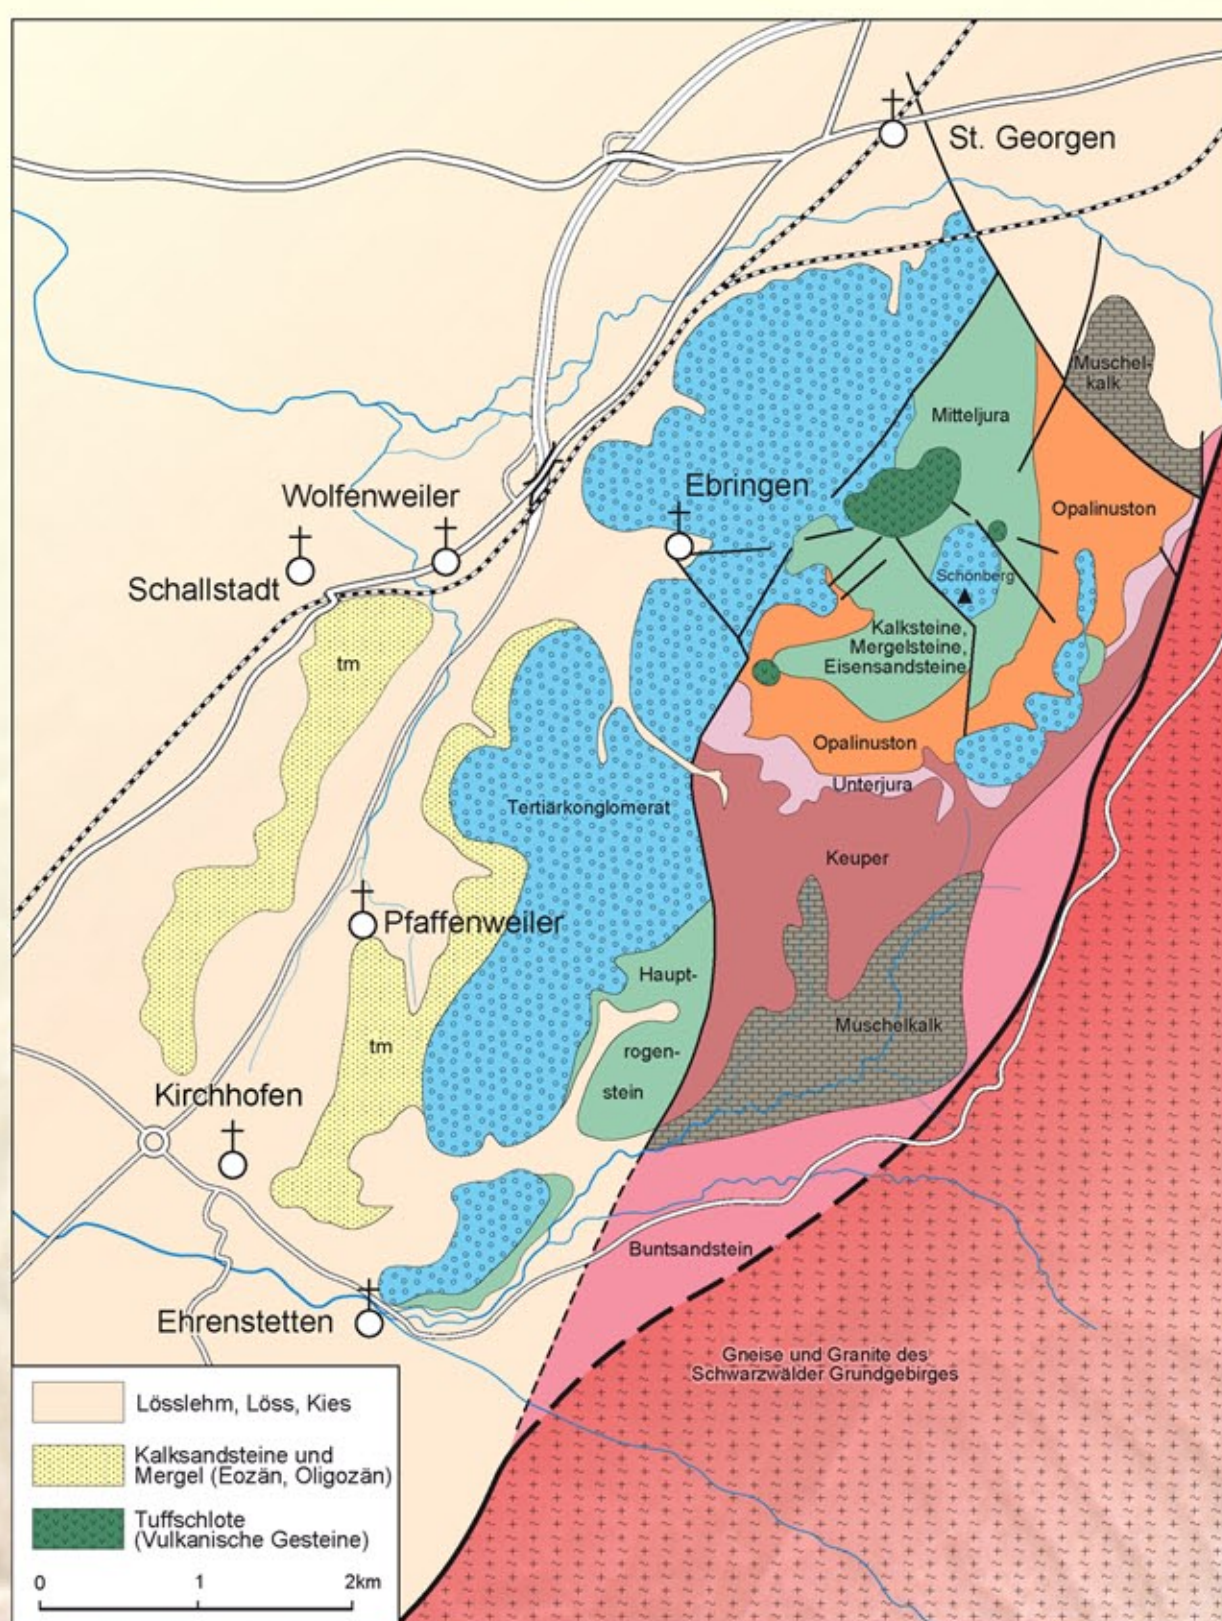 St. Georgen
Muschel-
kalk
Mitteljura
Wolfenweiler
Ebringen
Opalinuston
Schallstadt
Schönberg
Kalksteine,
Mergelsteine,
Eisensandsteine
tm
Opalinuston
Unterjura
Tertiärkonglomerat
Keuper
Pfaffenweiler
Haupt-
rogen-
stein
Muschelkalk
tm
Kirchhofen
Buntsandstein
Ehrenstetten
Gneise und Granite des
Schwarzwälder Grundgebirges
Lösslehm, Löss, Kies
Kalksandsteine und
Mergel (Eozän, Oligozän)
Tuffschlote
(Vulkanische Gesteine)
0 1 2km